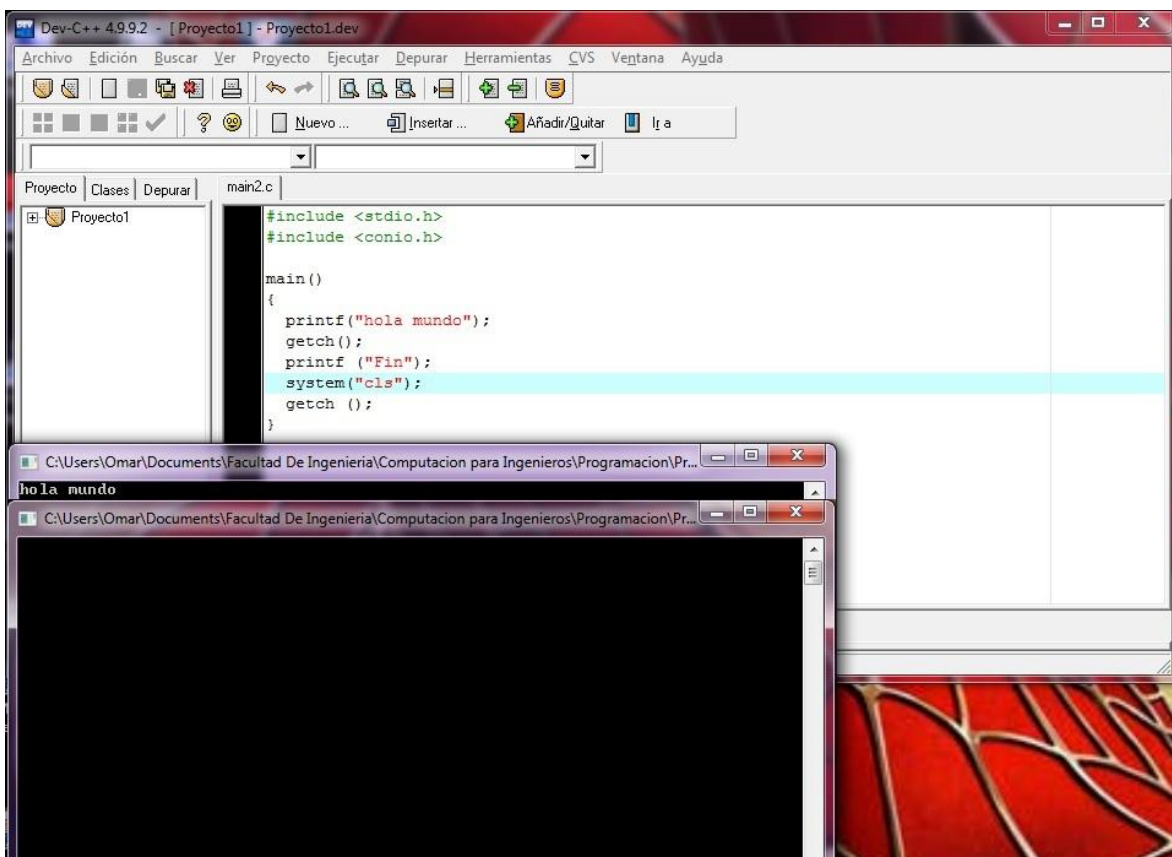 Dev-C++ 4.9.9.2 - [ Proyecto1 ] - Proyecto1.dev
Archivo Edición Buscar Ver Proyecto Ejecutar Depurar Herramientas CVS Ventana Ayuda
Nuevo ... Insertar ... Añadir/Quitar Ir a
Proyecto Clases Depurar main2.c
Proyecto1
#include <stdio.h>
#include <conio.h>
main()
{
printf("hola mundo");
getch();
printf ("Fin");
system("cls");
getch ();
}
C:\Users\Omar\Documents\Facultad De Ingenieria\Computacion para Ingenieros\Programacion\Pr...
hola mundo
C:\Users\Omar\Documents\Facultad De Ingenieria\Computacion para Ingenieros\Programacion\Pr...